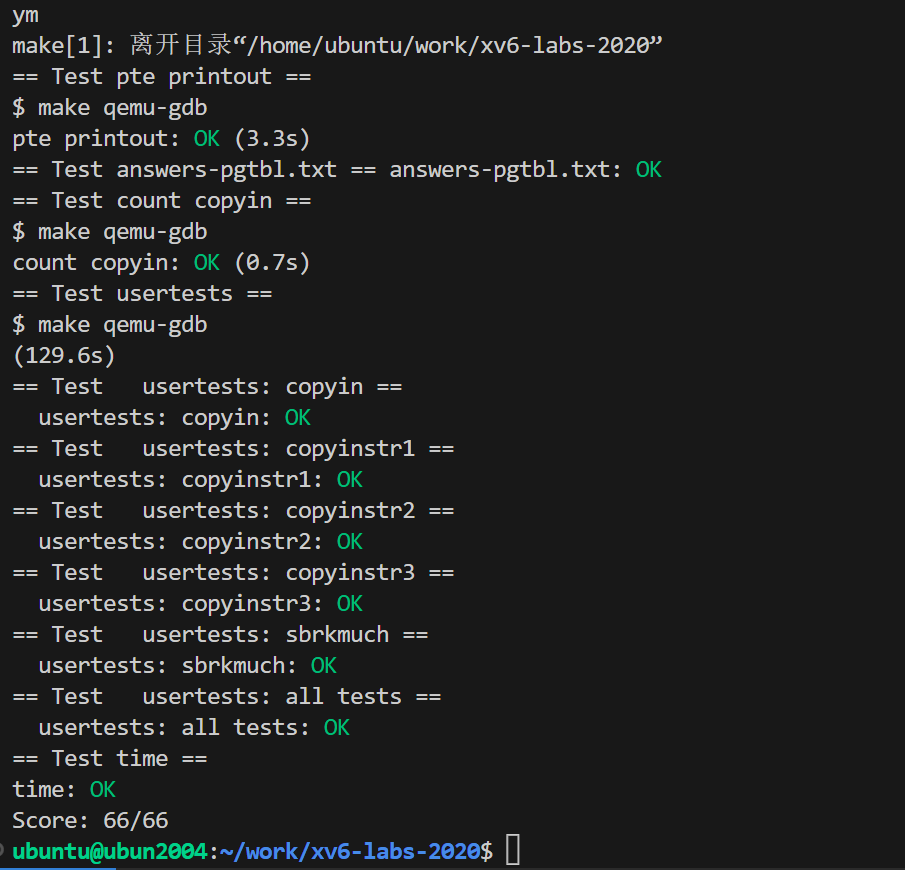 ym
make[1]: 离开目录“/home/ubuntu/work/xv6-labs-2020”
== Test pte printout ==
$ make qemu-gdb
pte printout: OK (3.3s)
== Test answers-pgtbl.txt == answers-pgtbl.txt: OK
== Test count copyin ==
$ make qemu-gdb
count copyin: OK (0.7s)
== Test usertests ==
$ make qemu-gdb
(129.6s)
== Test   usertests: copyin ==
  usertests: copyin: OK
== Test   usertests: copyinstr1 ==
  usertests: copyinstr1: OK
== Test   usertests: copyinstr2 ==
  usertests: copyinstr2: OK
== Test   usertests: copyinstr3 ==
  usertests: copyinstr3: OK
== Test   usertests: sbrkmuch ==
  usertests: sbrkmuch: OK
== Test   usertests: all tests ==
  usertests: all tests: OK
== Test time ==
time: OK
Score: 66/66
ubuntu@ubun2004:~/work/xv6-labs-2020$